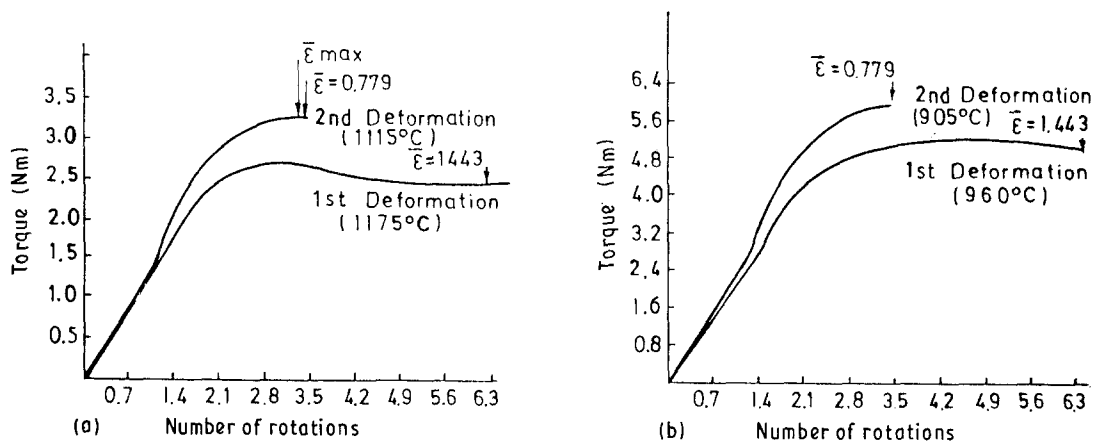 ε̅ max
ε̅=0.779
3.5
3.0
2.5
2.0
1.5
1.0
0.5
Torque (Nm)
2nd Deformation
(1115°C)
ε̅=1443
1st Deformation
(1175°C)
0.7 1.4 2.1 2.8 3.5 4.2 4.9 5.6 6.3
(a) Number of rotations
6,4
5.6
4.8
4.0
3.2
2.4
1.6
0.8
Torque (Nm)
ε̅=0.779
2nd Deformation
(905°C)
ε̅=1.443
1st Deformation
(960°C)
0.7 1.4 2.1 2.8 3.5 4.2 4.9 5.6 6.3
(b) Number of rotations